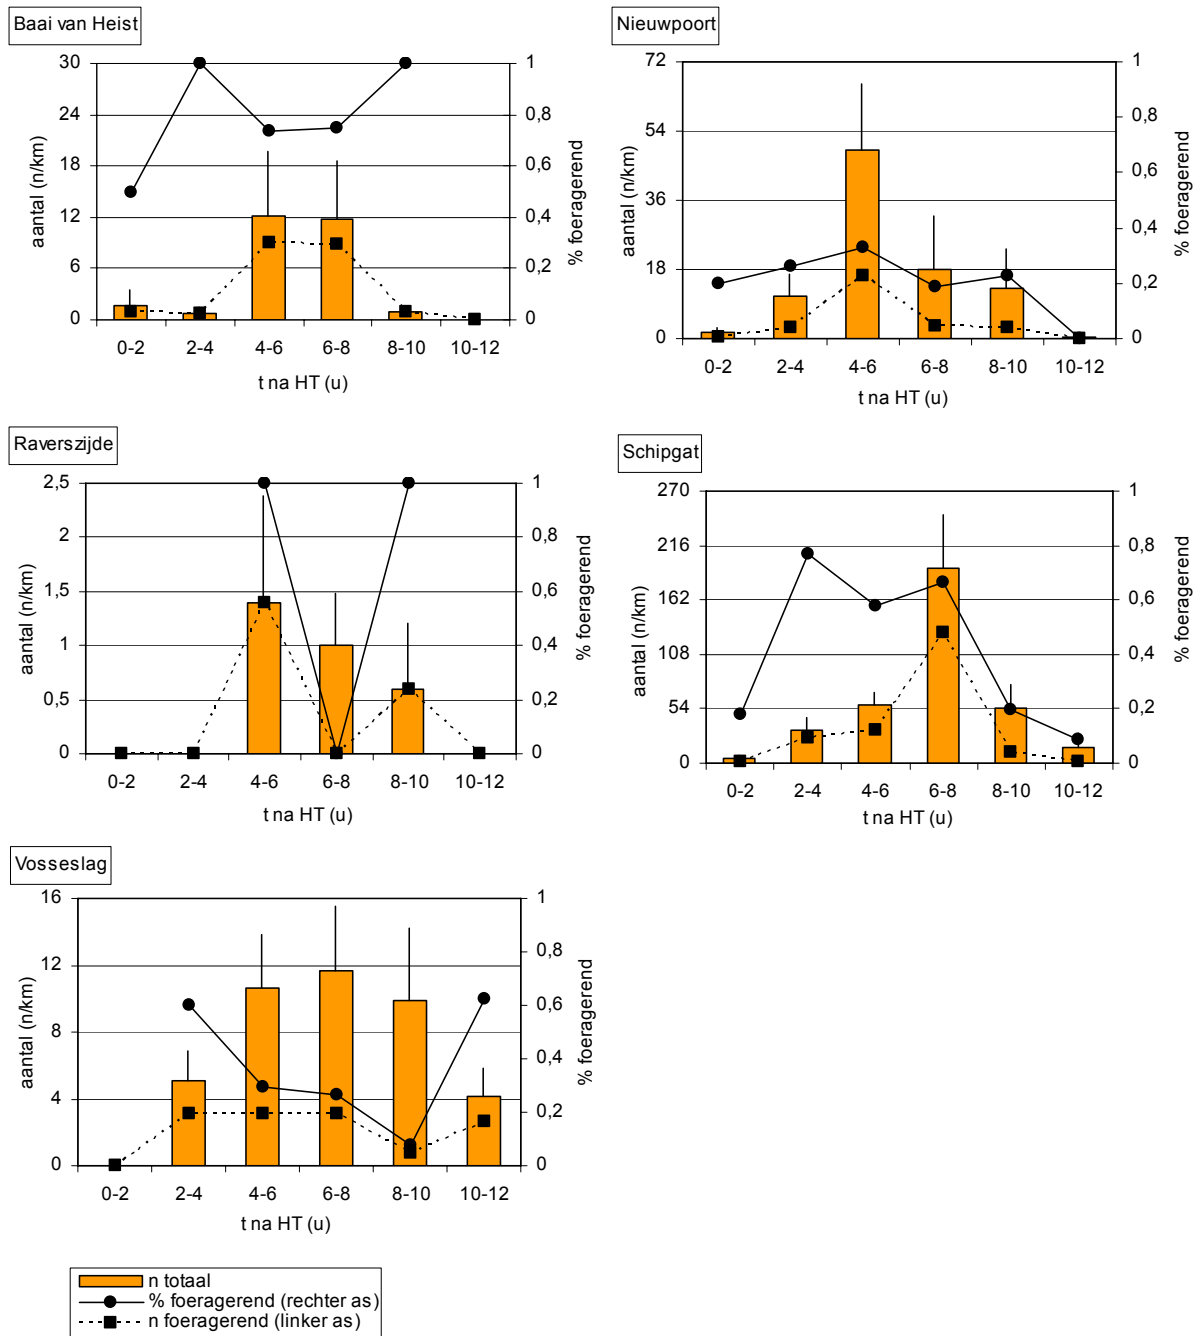 Baai van Heist
30
24
18
12
6
0
aantal (n/km)
1
0,8
0,6
0,4
0,2
0
% foeragerend
0-2 2-4 4-6 6-8 8-10 10-12
t na HT (u)
Nieuwpoort
72
54
36
18
0
aantal (n/km)
1
0,8
0,6
0,4
0,2
0
% foeragerend
0-2 2-4 4-6 6-8 8-10 10-12
t na HT (u)
Raverszijde
2,5
2
1,5
1
0,5
0
aantal (n/km)
1
0,8
0,6
0,4
0,2
0
% foeragerend
0-2 2-4 4-6 6-8 8-10 10-12
t na HT (u)
Schipgat
270
216
162
108
54
0
aantal (n/km)
1
0,8
0,6
0,4
0,2
0
% foeragerend
0-2 2-4 4-6 6-8 8-10 10-12
t na HT (u)
Vosseslag
16
12
8
4
0
aantal (n/km)
1
0,8
0,6
0,4
0,2
0
% foeragerend
0-2 2-4 4-6 6-8 8-10 10-12
t na HT (u)
n totaal
% foeragerend (rechter as)
n foeragerend (linker as)